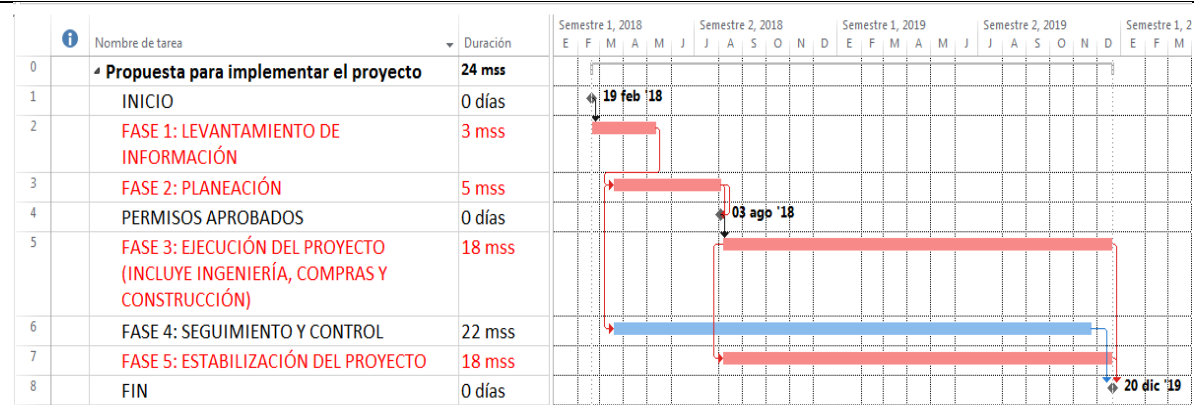 Semestre 1, 2018 Semestre 2, 2018 Semestre 1, 2019 Semestre 2, 2019 Semestre 1, 2
Nombre de tarea Duración E F M A M J J A S O N D E F M A M J J A S O N D E F M
0 Propuesta para implementar el proyecto 24 mss
1 INICIO 0 días 19 feb '18
2 FASE 1: LEVANTAMIENTO DE 3 mss
INFORMACIÓN
3 FASE 2: PLANEACIÓN 5 mss
4 PERMISOS APROBADOS 0 días 03 ago '18
5 FASE 3: EJECUCIÓN DEL PROYECTO 18 mss
(INCLUYE INGENIERÍA, COMPRAS Y
CONSTRUCCIÓN)
6 FASE 4: SEGUIMIENTO Y CONTROL 22 mss
7 FASE 5: ESTABILIZACIÓN DEL PROYECTO 18 mss
8 FIN 0 días 20 dic '19